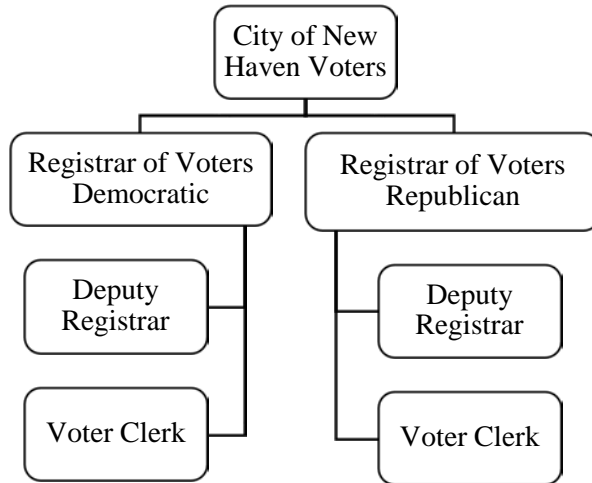 City of New
Haven Voters
Registrar of Voters
Democratic
Registrar of Voters
Republican
Deputy
Registrar
Deputy
Registrar
Voter Clerk
Voter Clerk